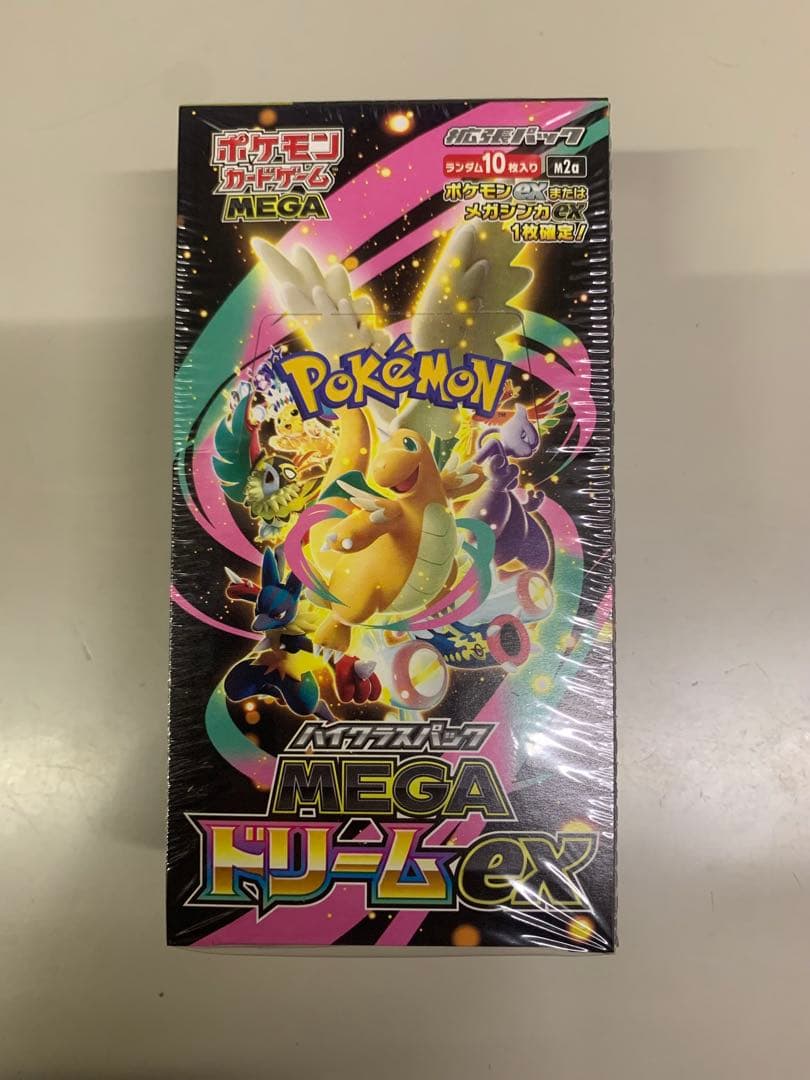 ポケモン
カードゲーム
MEGA
拡張パック
ランダム10枚入り
M2a
ポケモンexまたは
メガシンカex
1枚確定!
POKéMON
ハイクラスパック
MEGA
ドリームex